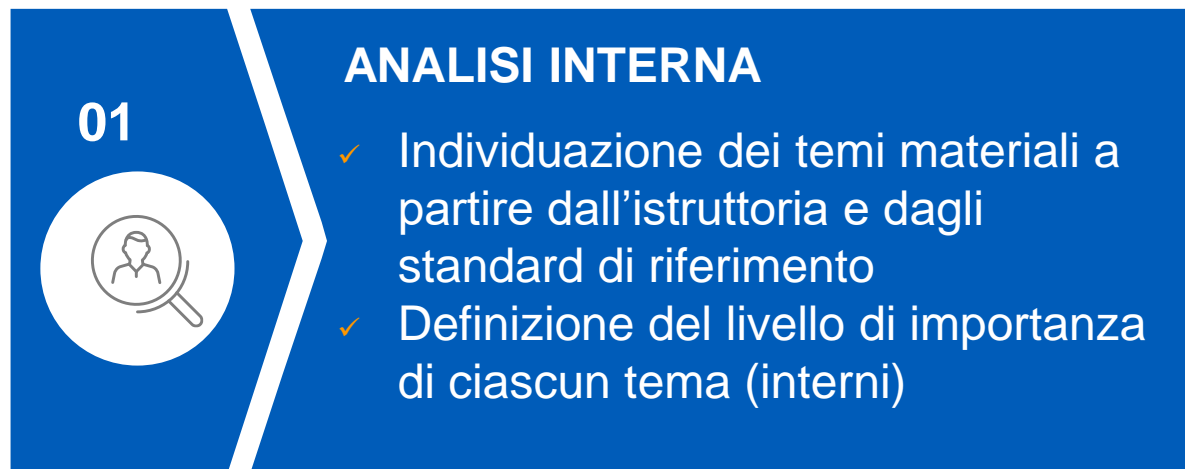 01
ANALISI INTERNA
✓ Individuazione dei temi materiali a
partire dall’istruttoria e dagli
standard di riferimento
✓ Definizione del livello di importanza
di ciascun tema (interni)